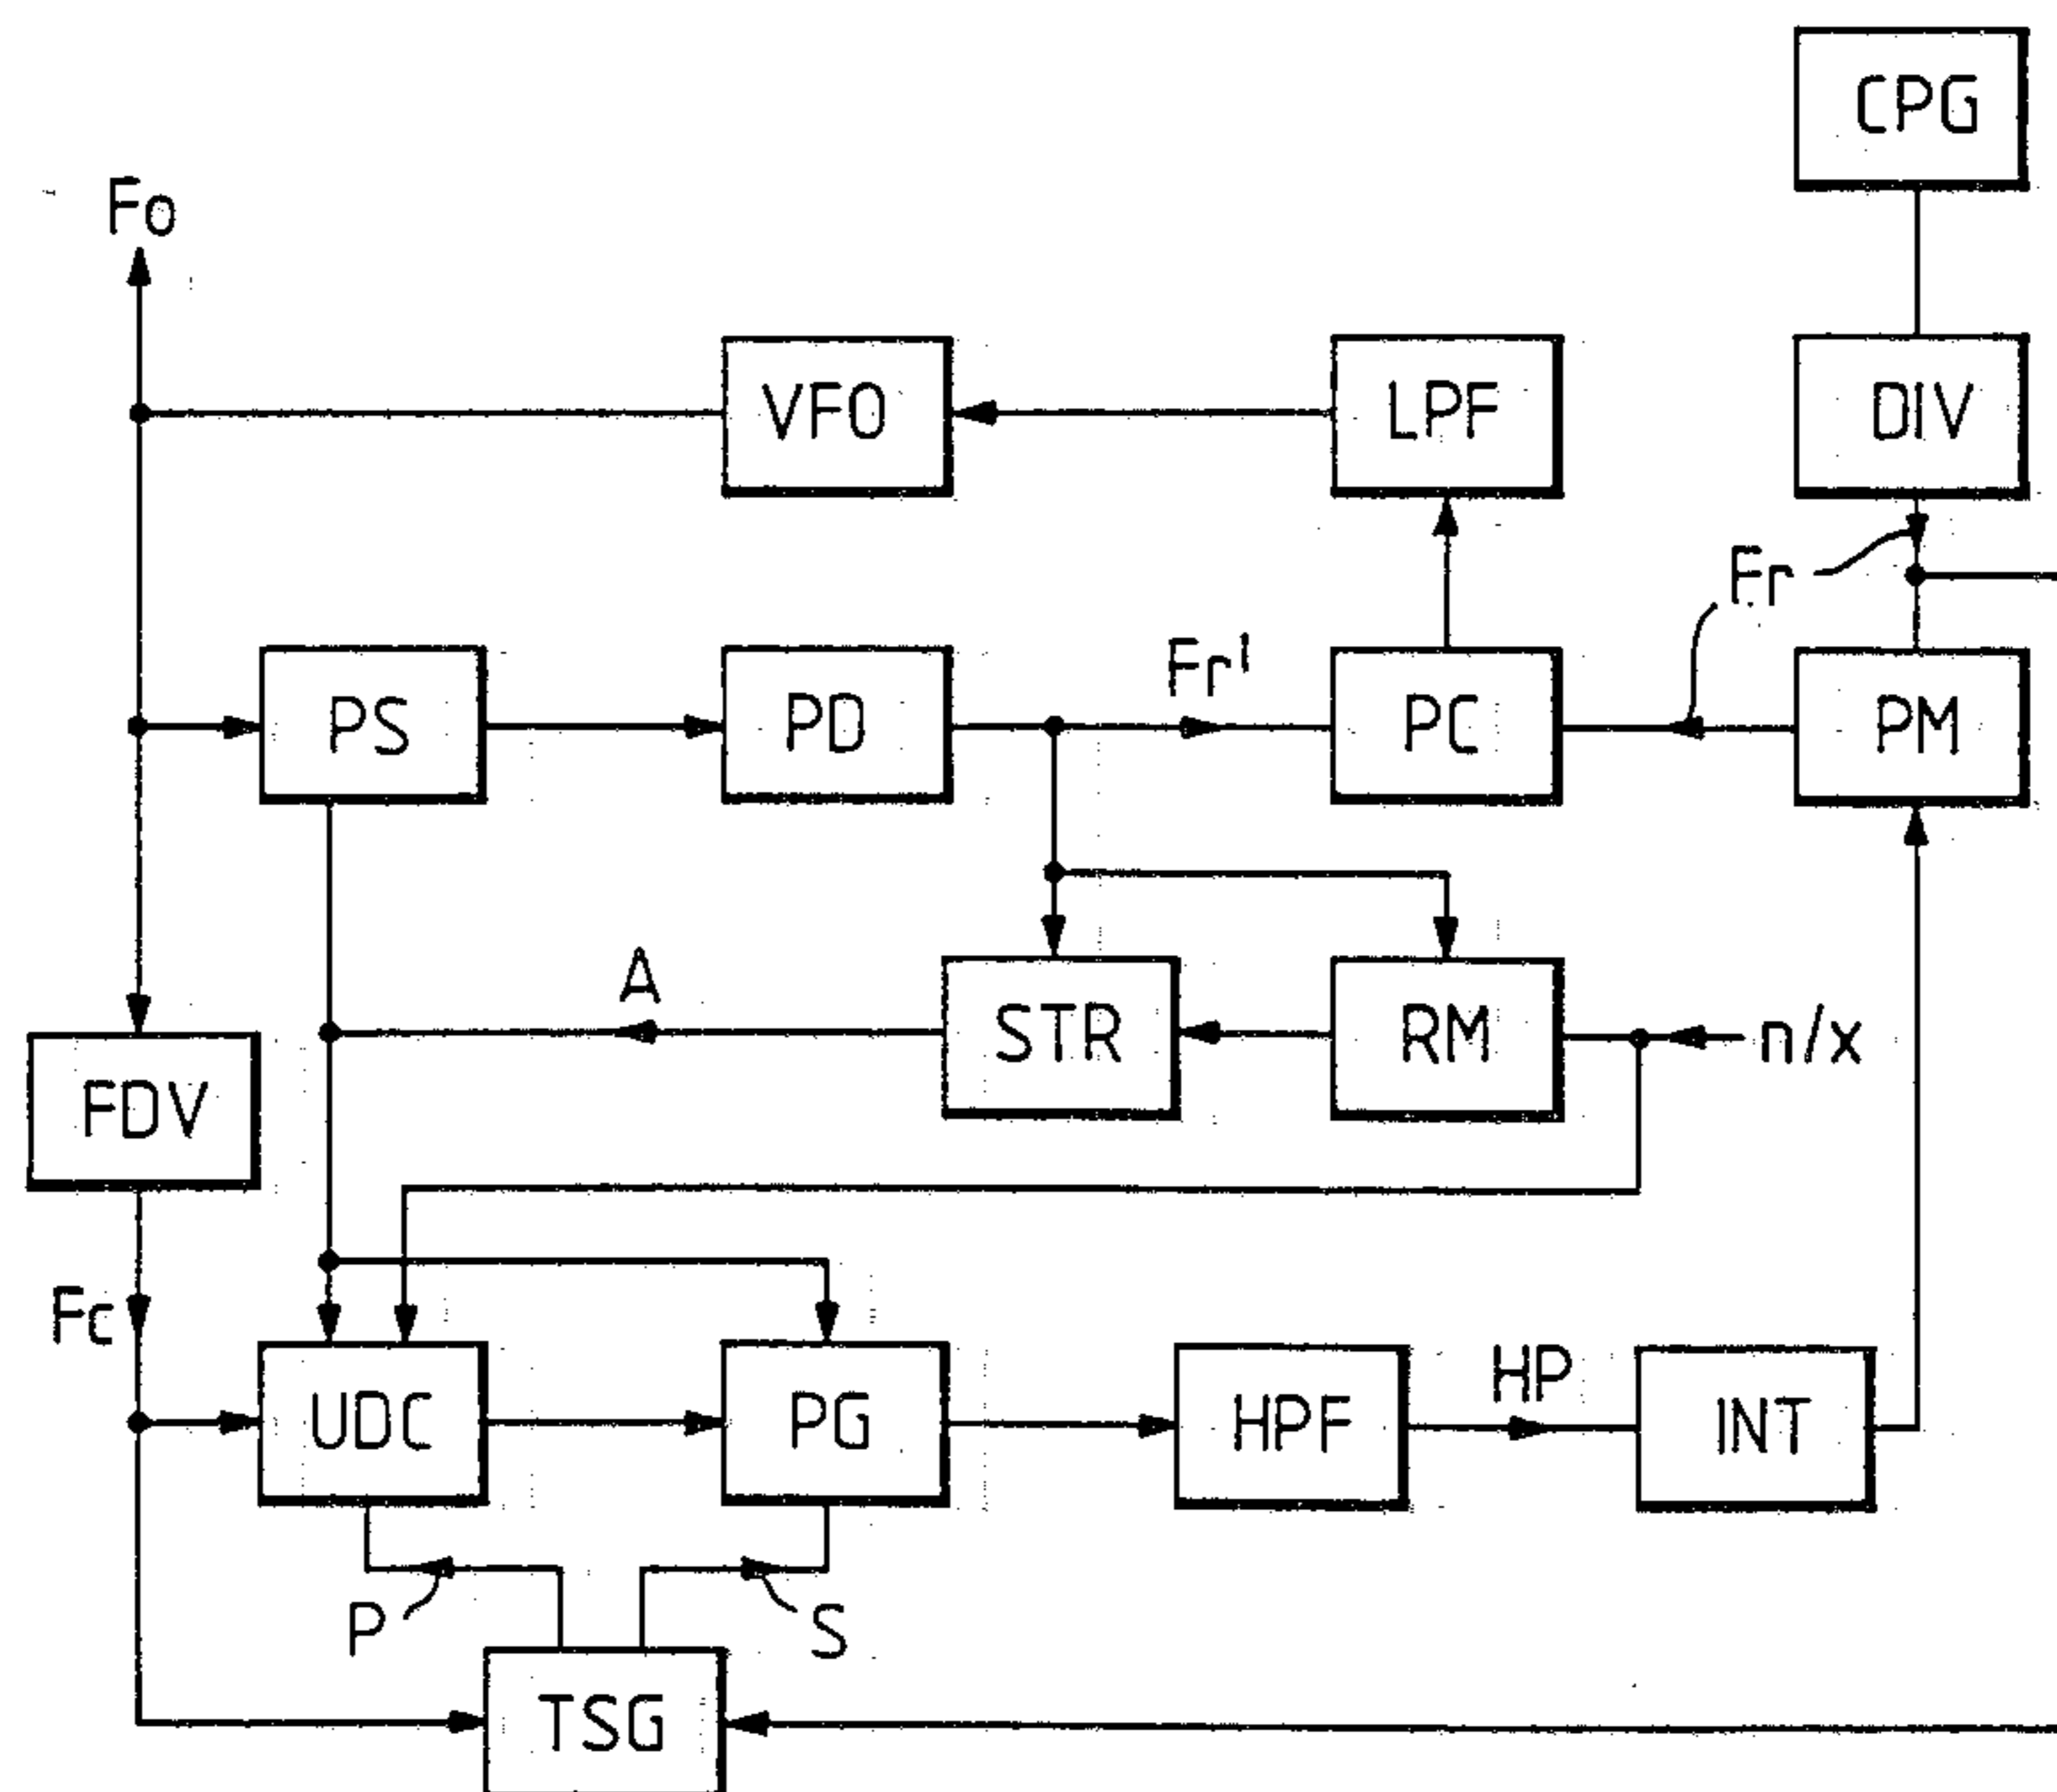 CPG
Fo
VFO
LPF
DIV
Fr
PS
PD
Fr'
PC
PM
A
STR
RM
n/x
FDV
Fc
UDC
PG
HPF
HP
INT
P
S
TSG